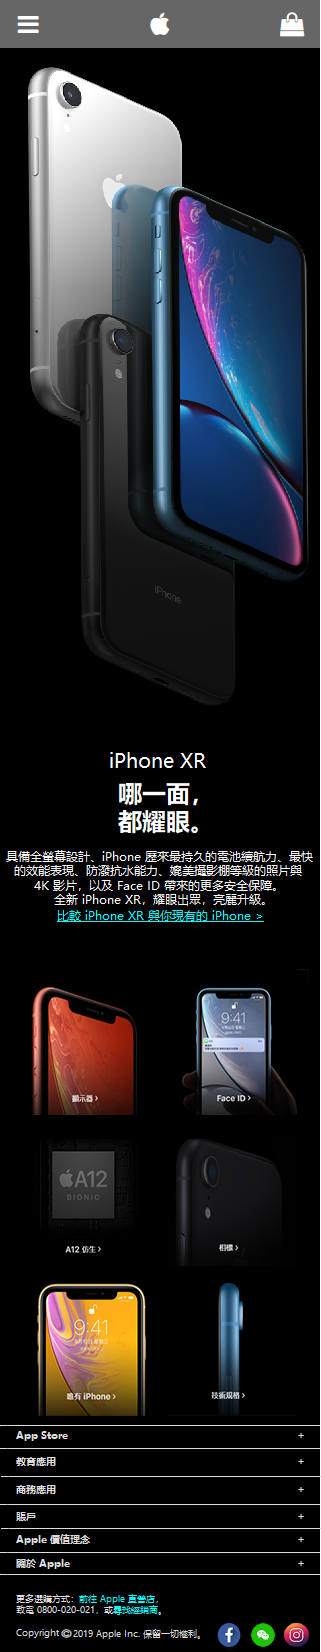 iPhone
iPhone XR
哪一面，
都耀眼。
具備全螢幕設計、iPhone 歷來最持久的電池續航力、最快
的效能表現、防潑抗水能力、媲美攝影棚等級的照片與
4K 影片，以及 Face ID 帶來的更多安全保障。
全新 iPhone XR，耀眼出眾，亮麗升級。
比較 iPhone XR 與你現有的 iPhone >
9:41
顯示器 ›
Face ID ›
A12
BIONIC
A12 仿生 ›
相機 ›
9:41
唯有 iPhone ›
技術規格 ›
App Store +
教育應用 +
商務應用 +
賬戶 +
Apple 價值理念 +
關於 Apple +
更多選購方式：前往 Apple 直營店，
致電 0800-020-021，或尋找經銷商。
Copyright ©2019 Apple Inc. 保留一切權利。